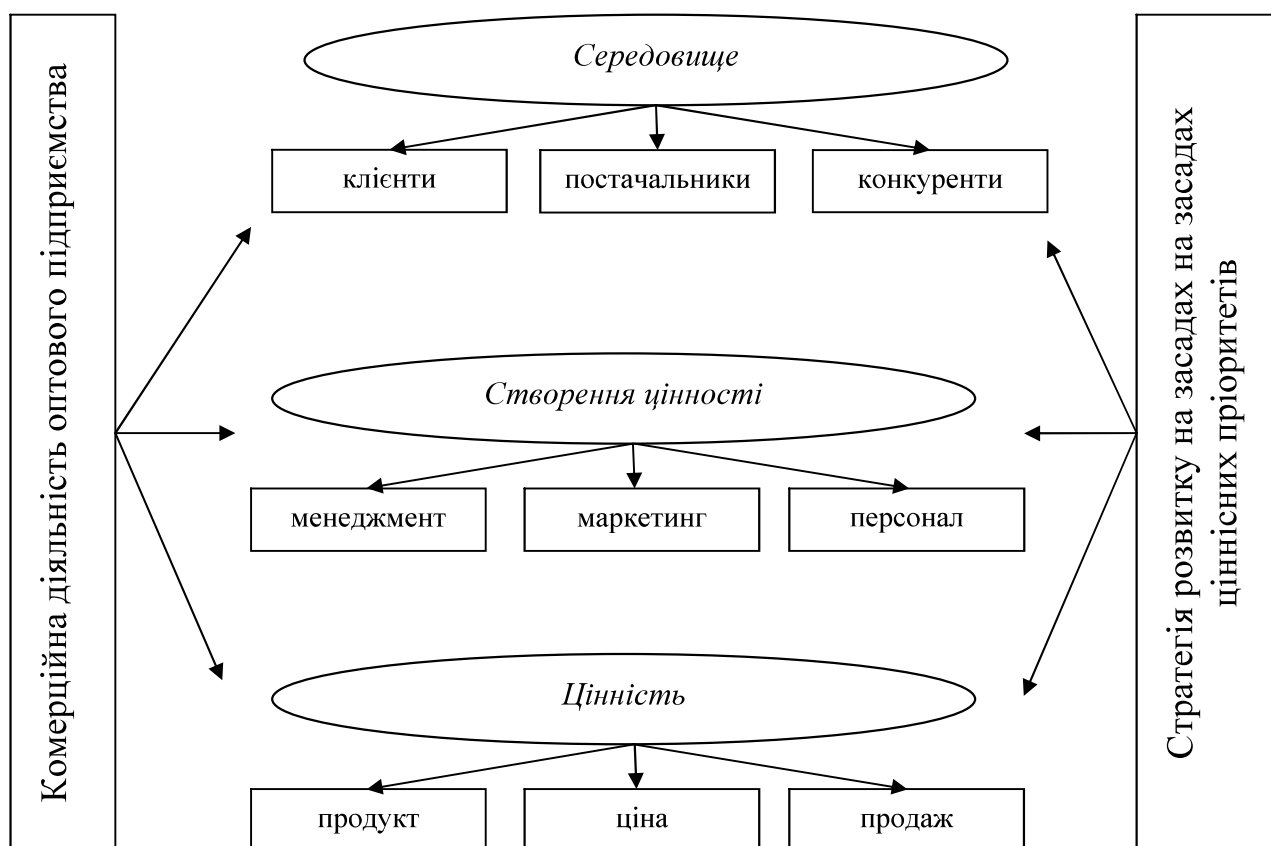 Комерційна діяльність оптового підприємства
Середовище
клієнти
постачальники
конкуренти
Створення цінності
менеджмент
маркетинг
персонал
Цінність
продукт
ціна
продаж
Стратегія розвитку на засадах на засадах
ціннісних пріоритетів